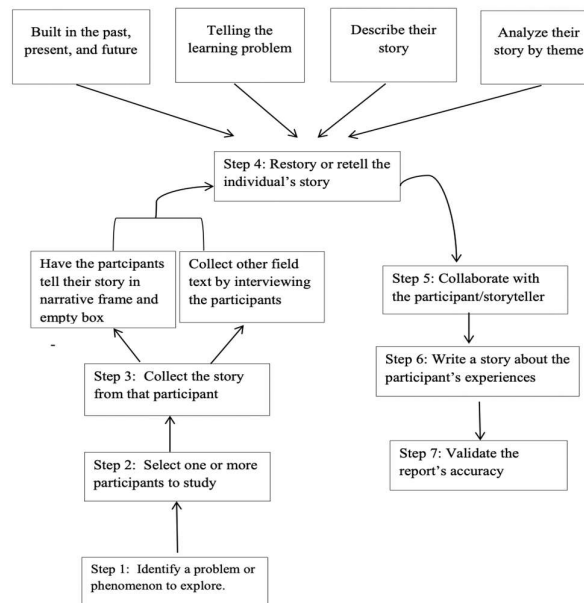 Built in the past,
present, and future
Telling the
learning problem
Describe their
story
Analyze their
story by theme
Step 4: Restory or retell the
individual's story
Have the partcipants
tell their story in
narrative frame and
empty box
Collect other field
text by interviewing
the participants
Step 5: Collaborate with
the participant/storyteller
Step 3: Collect the story
from that participant
Step 6: Write a story about the
participant's experiences
Step 2: Select one or more
participants to study
Step 7: Validate the
report's accuracy
Step 1: Identify a problem or
phenomenon to explore.